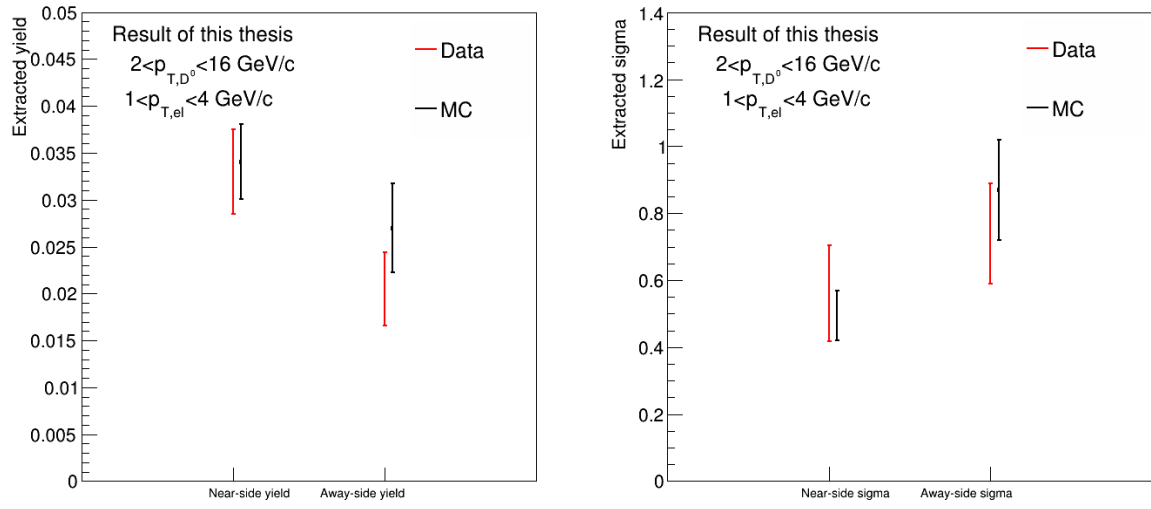 Extracted yield
0.05
0.045
0.04
0.035
0.03
0.025
0.02
0.015
0.01
0.005
0
Result of this thesis
2<p_{T,D⁰}<16 GeV/c
1<p_{T,el}<4 GeV/c
Data
MC
Near-side yield
Away-side yield
Extracted sigma
1.4
1.2
1
0.8
0.6
0.4
0.2
0
Result of this thesis
2<p_{T,D⁰}<16 GeV/c
1<p_{T,el}<4 GeV/c
Data
MC
Near-side sigma
Away-side sigma